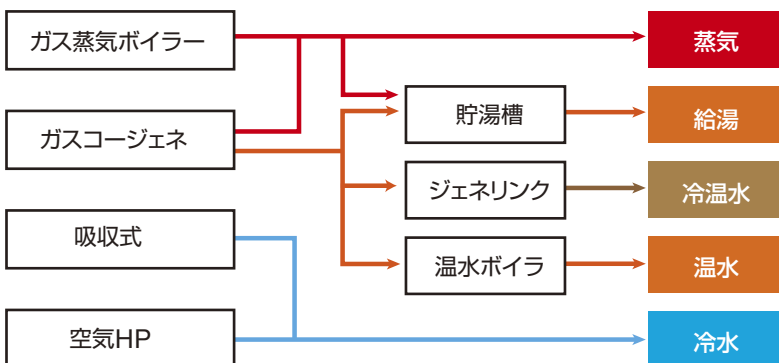 ガス蒸気ボイラー
蒸気
貯湯槽
給湯
ガスコージェネ
ジェネリンク
冷温水
吸収式
温水ボイラ
温水
空気HP
冷水